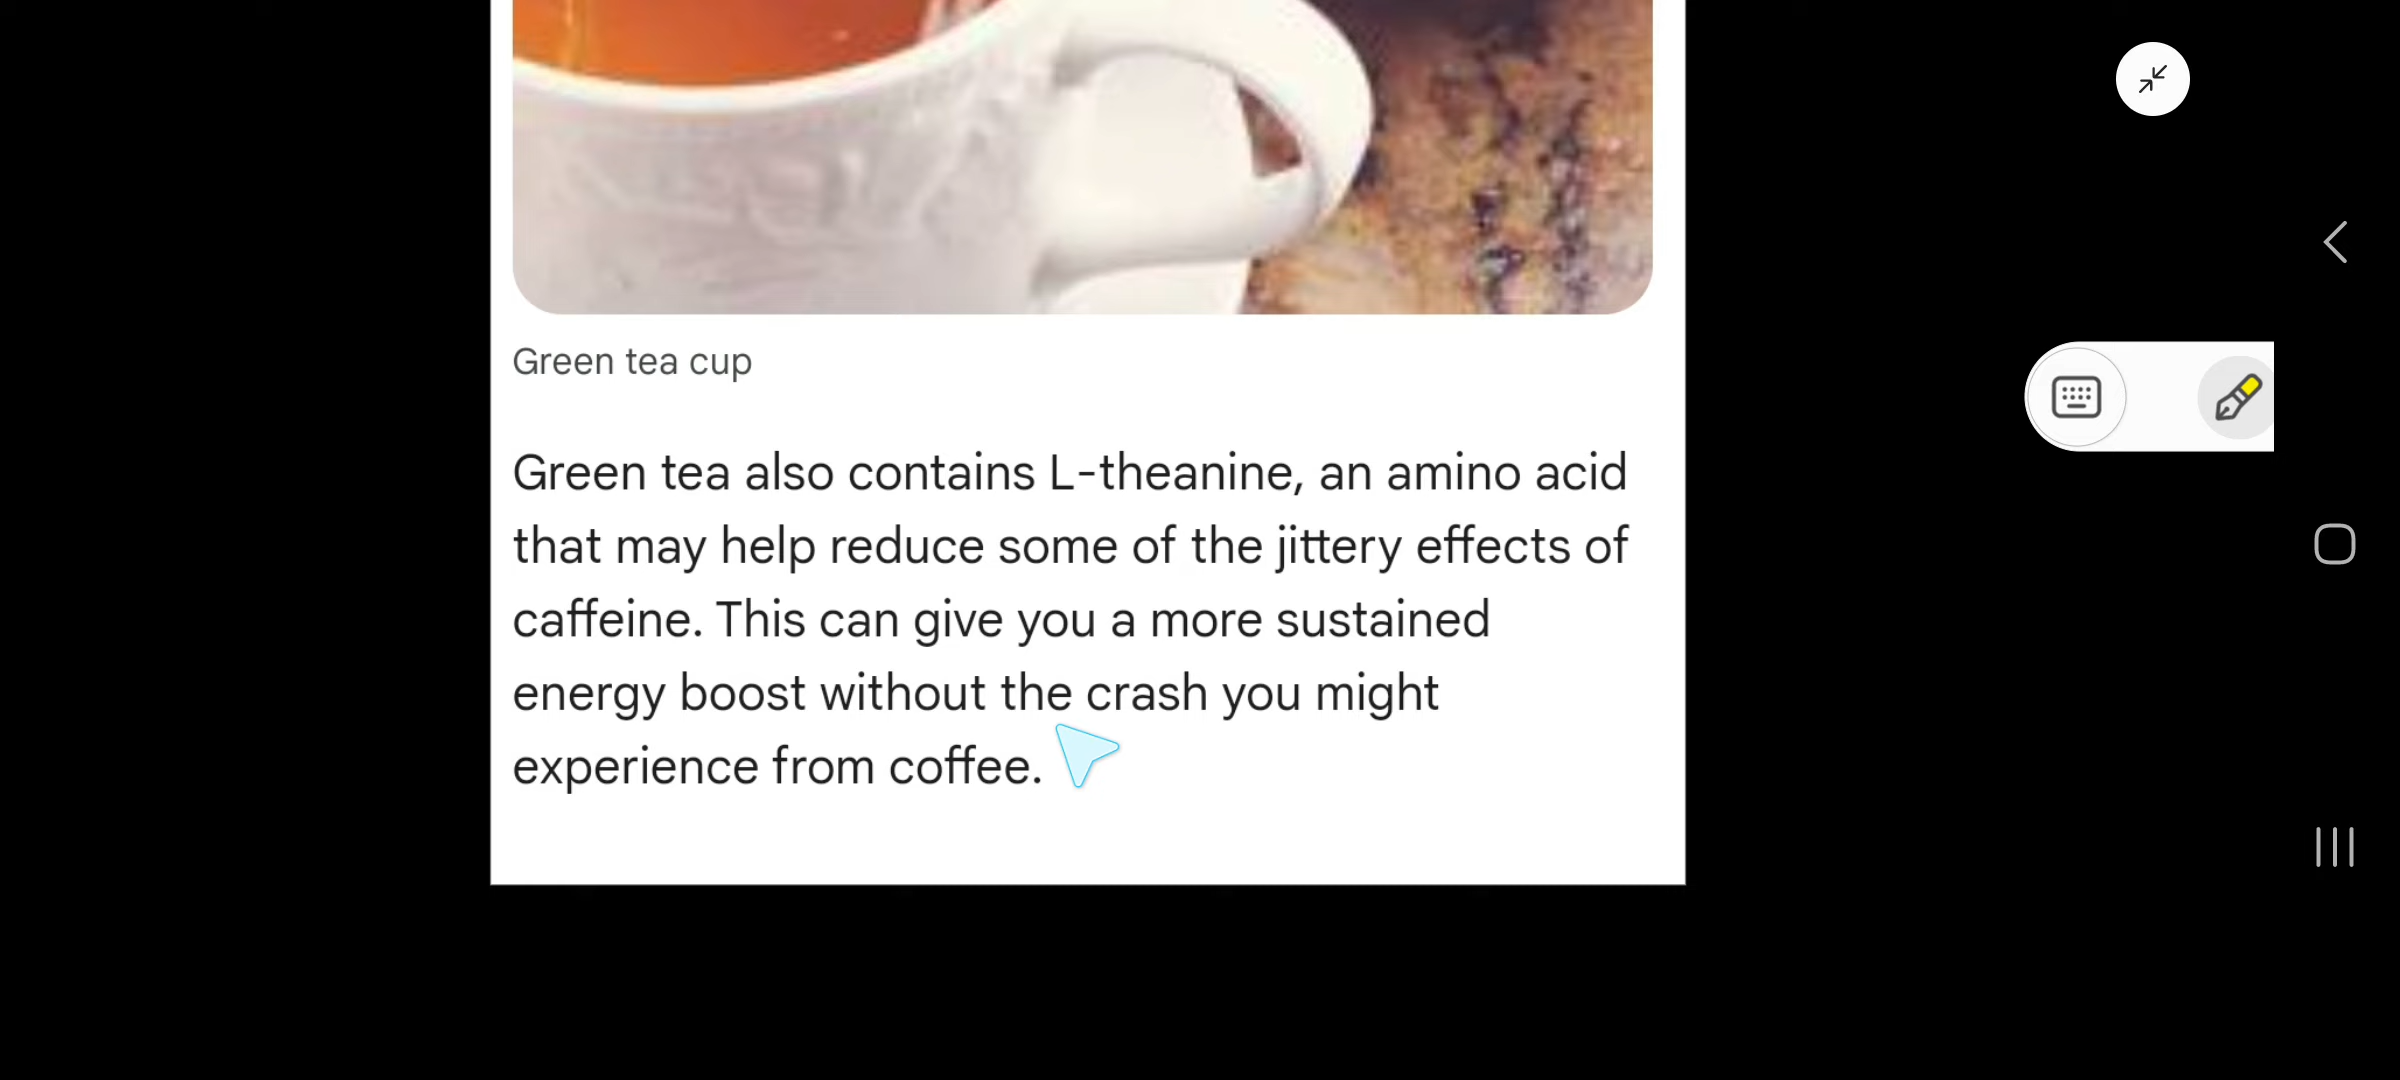 Green tea cup
Green tea also contains L-theanine, an amino acid
that may help reduce some of the jittery effects of
caffeine. This can give you a more sustained
energy boost without the crash you might
experience from coffee.